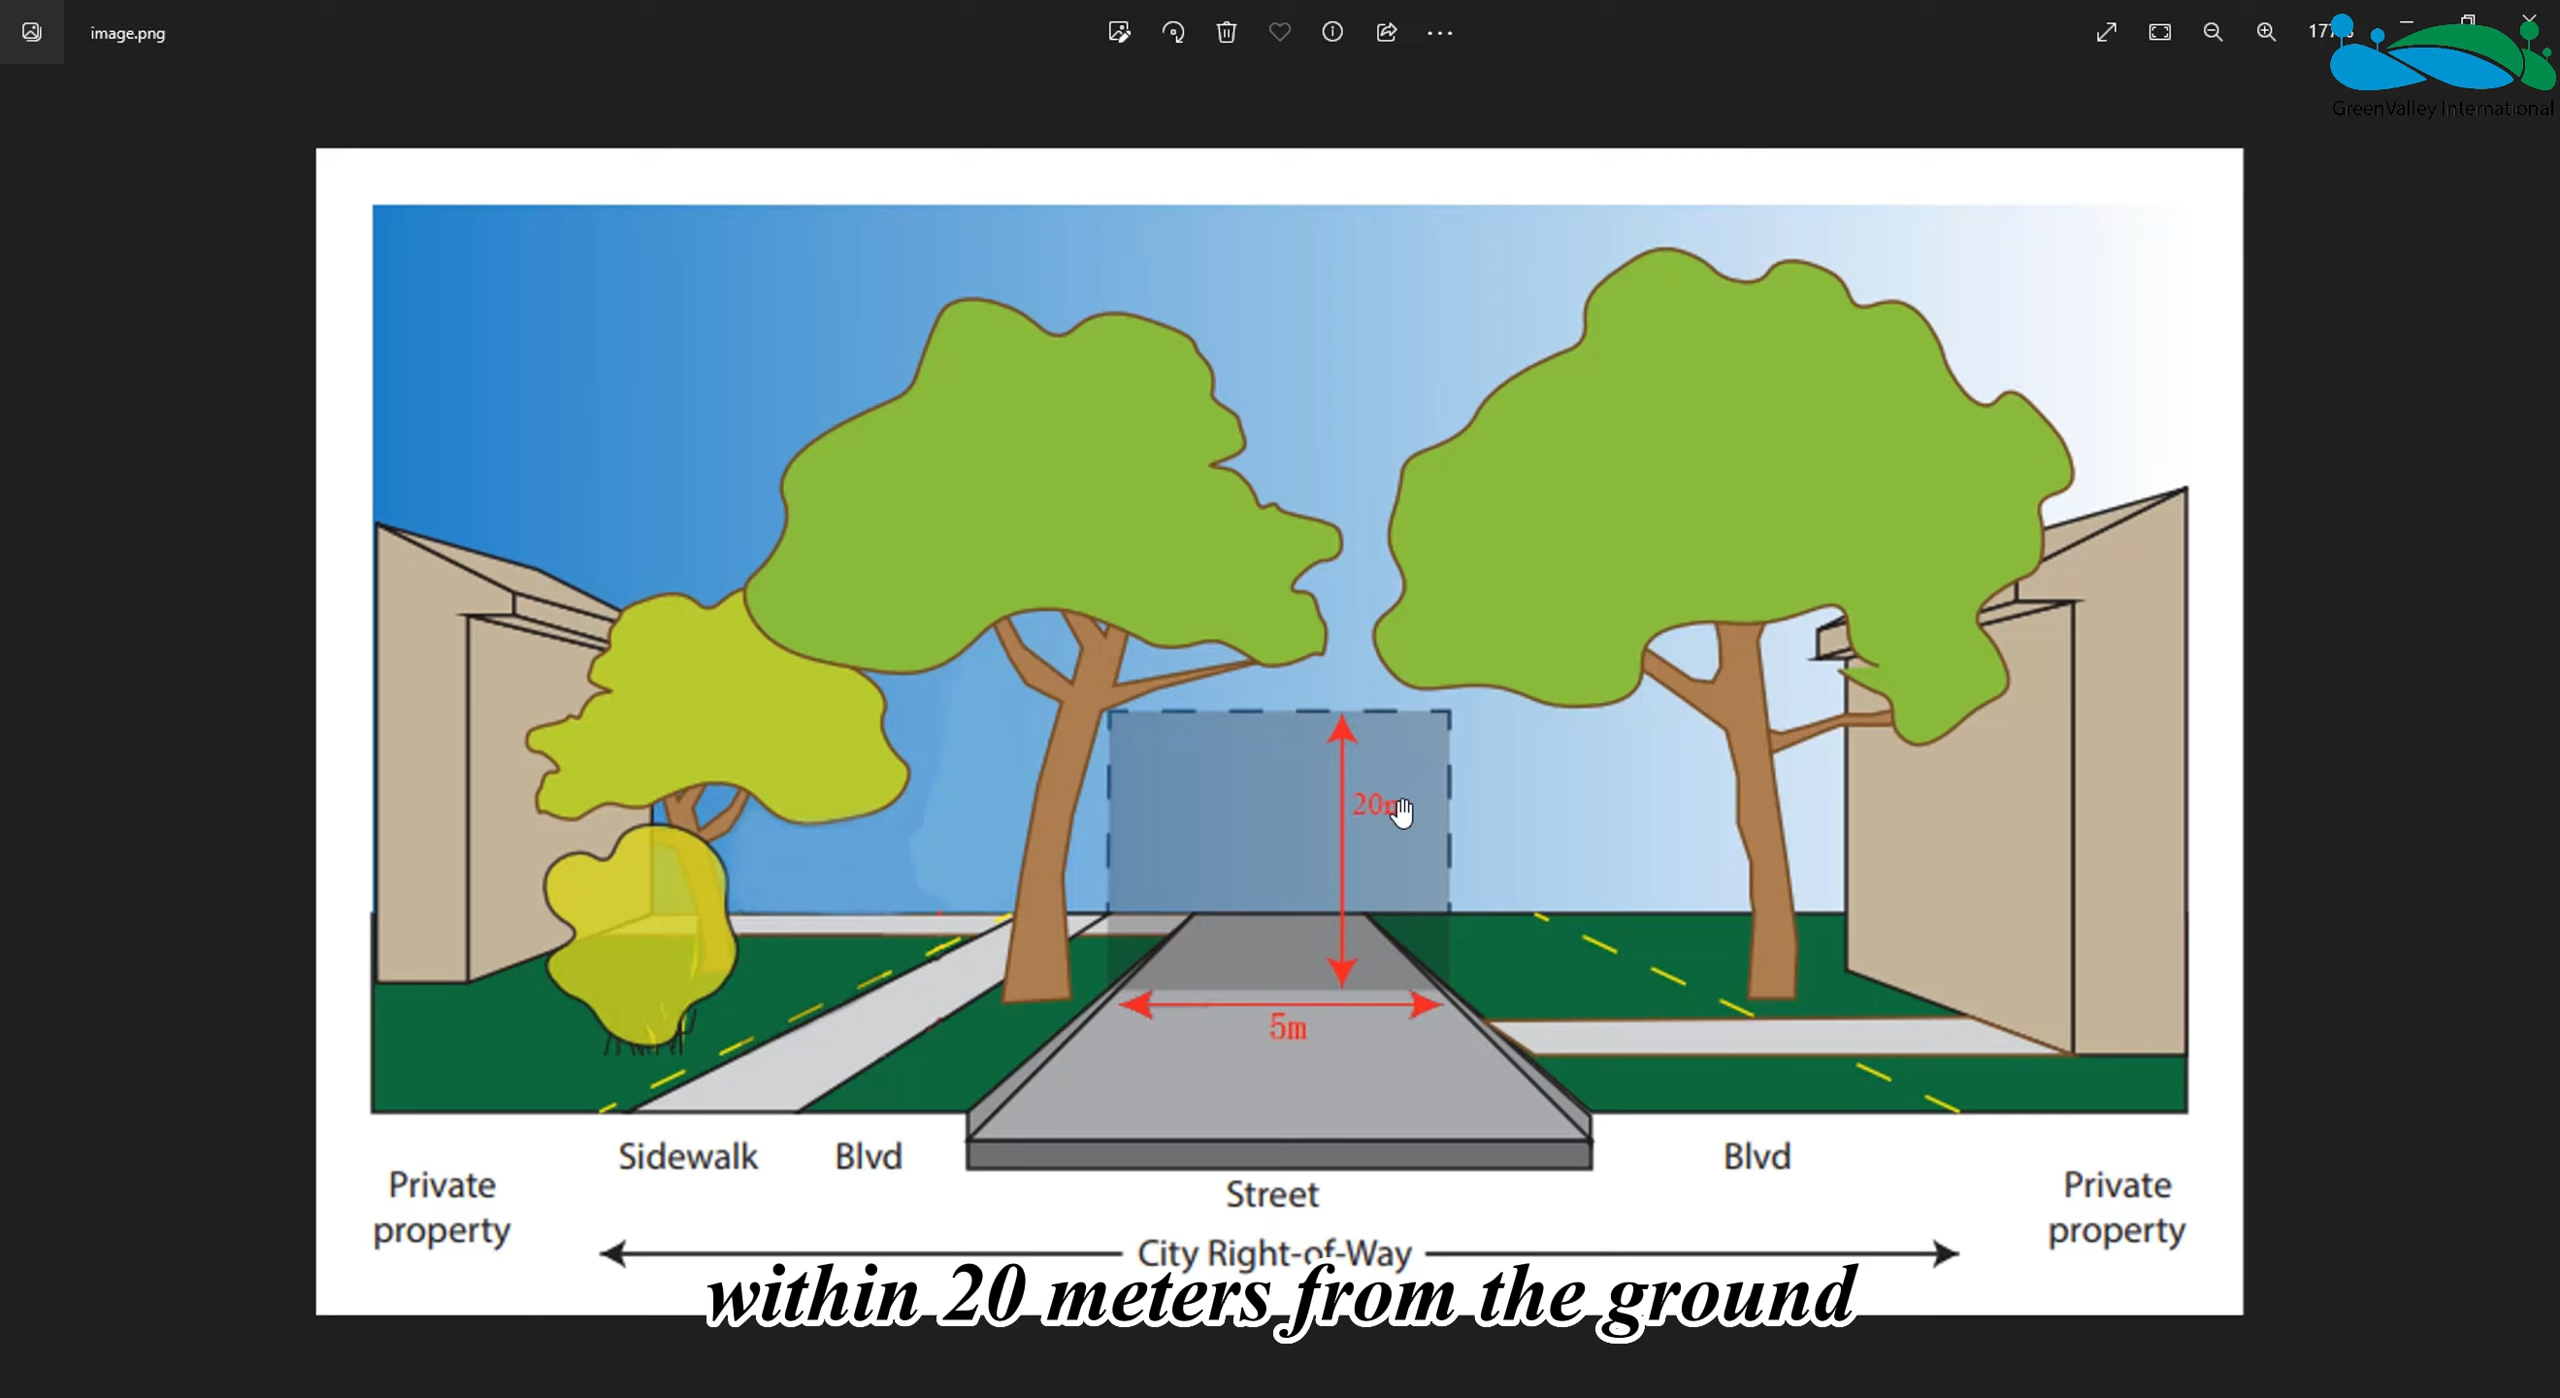 image.png
GreenValley International
5m
Sidewalk
Blvd
Blvd
Private
property
Street
Private
property
City Right-of-Way
within 20 meters from the ground